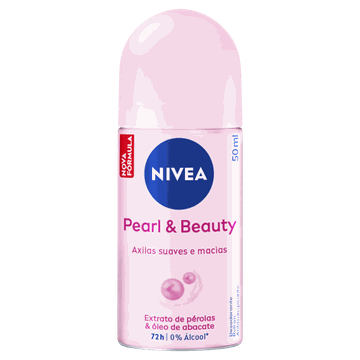 NOVA
FÓRMULA
50 ml
NIVEA
Pearl & Beauty
Axilas suaves e macias
Extrato de pérolas
& óleo de abacate
72h | 0% Álcool*